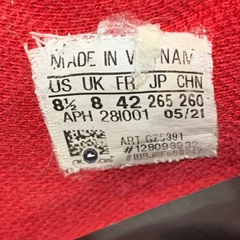 MADE IN VIETNAM
US UK FR JP CHN
8½ 8 42 265 260
APH 28I001 05/21
ART GZ5391